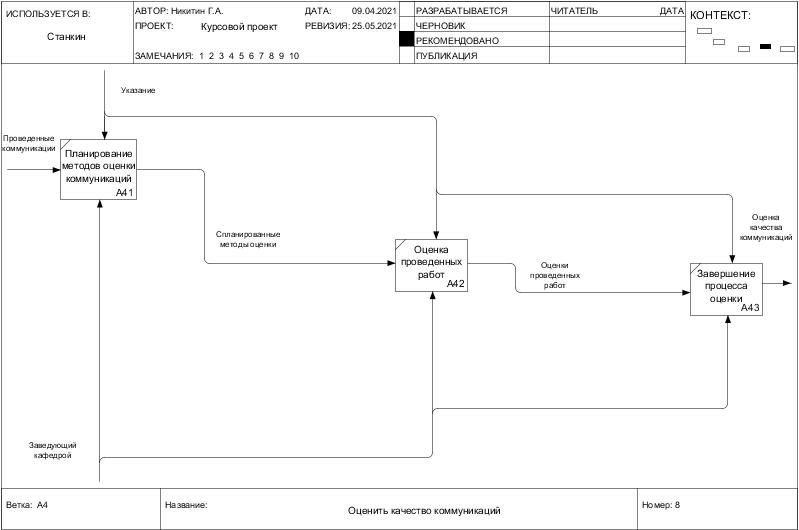 ИСПОЛЬЗУЕТСЯ В:
Станкин
АВТОР: Никитин Г.А.
ДАТА: 09.04.2021
ПРОЕКТ: Курсовой проект
РЕВИЗИЯ: 25.05.2021
ЗАМЕЧАНИЯ: 1 2 3 4 5 6 7 8 9 10
РАЗРАБАТЫВАЕТСЯ
ЧЕРНОВИК
РЕКОМЕНДОВАНО
ПУБЛИКАЦИЯ
ЧИТАТЕЛЬ
ДАТА
КОНТЕКСТ:
Указание
Проведенные
коммуникации
Планирование
методов оценки
коммуникаций
A41
Спланированные
методы оценки
Оценка
проведенных
работ
A42
Оценки
проведенных
работ
Оценка
качества
коммуникаций
Завершение
процесса
оценки
A43
Заведующий
кафедрой
Ветка: A4
Название:
Оценить качество коммуникаций
Номер: 8